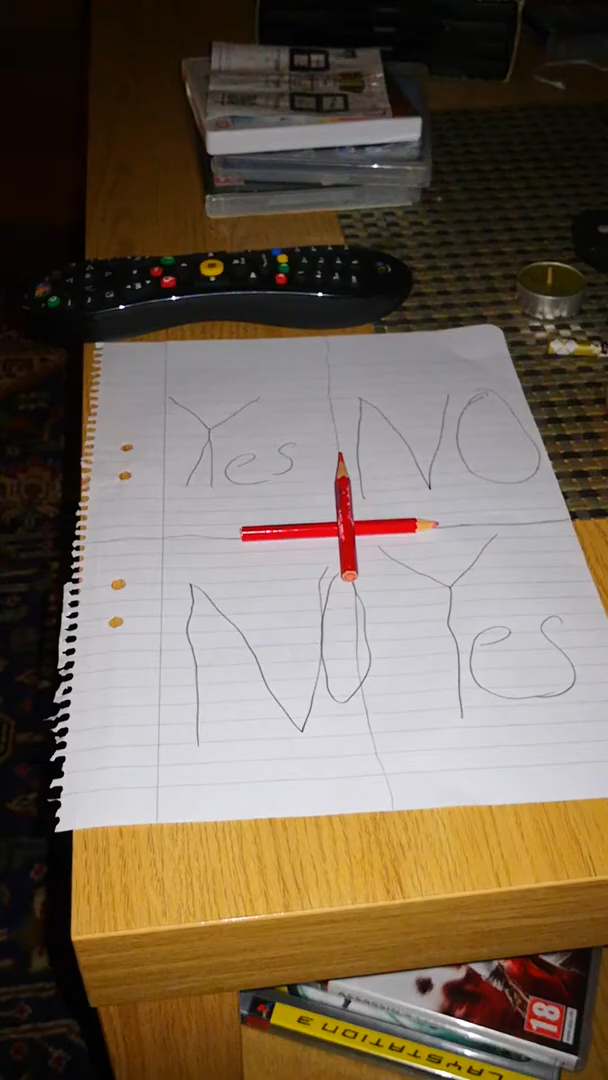 Yes NO
NO Yes
18
PLAYSTATION 3